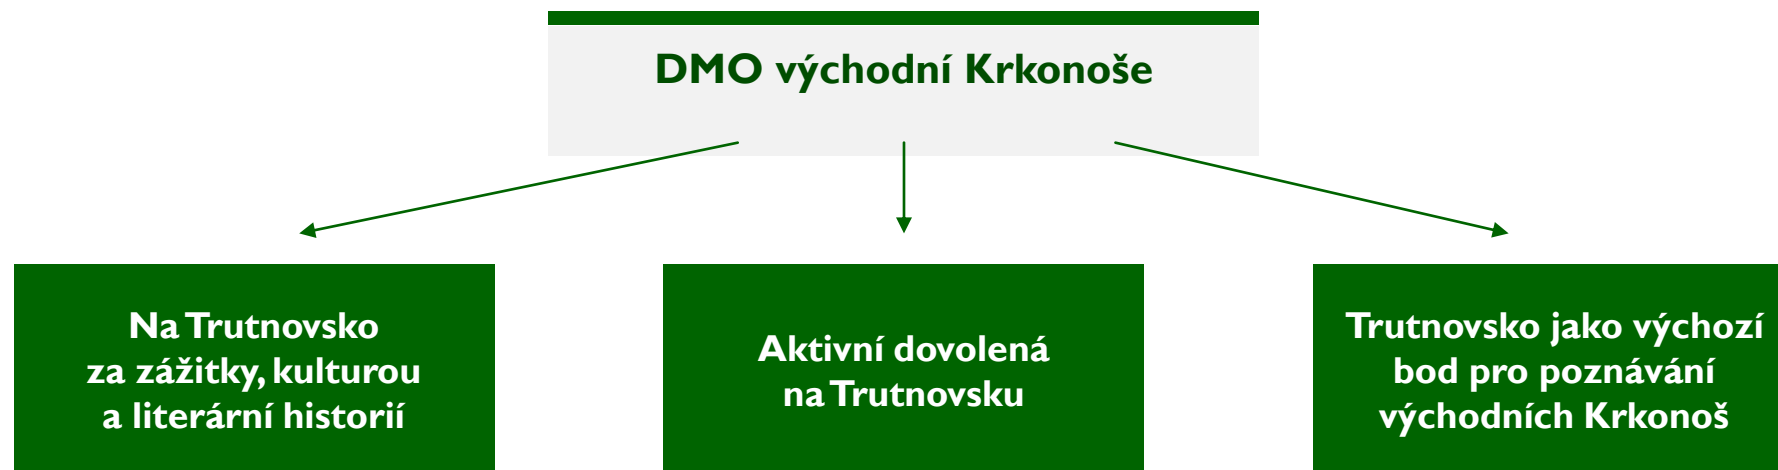 DMO východní Krkonoše
Na Trutnovsko
za zážitky, kulturou
a literární historií
Aktivní dovolená
na Trutnovsku
Trutnovsko jako výchozí
bod pro poznávání
východních Krkonoš